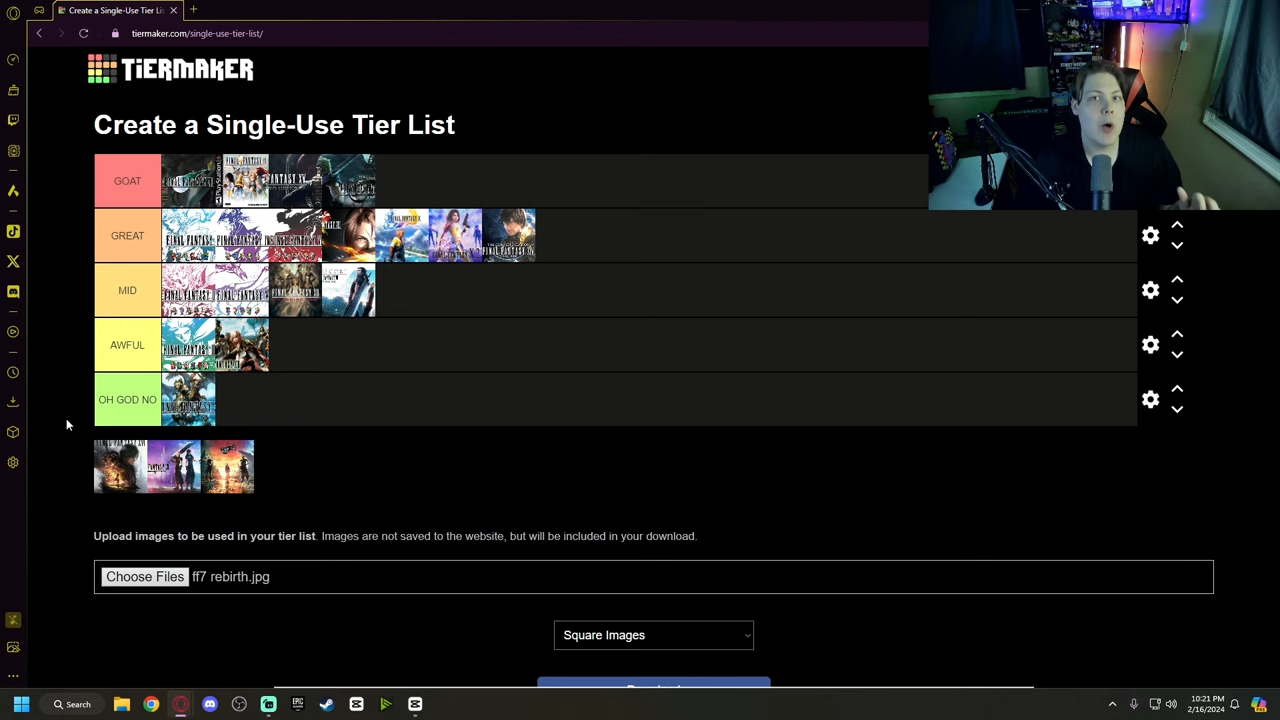 Create a Single-Use Tier Lis
tiermaker.com/single-use-tier-list/
TiERMAKER
Create a Single-Use Tier List
GOAT
GREAT
MID
AWFUL
OH GOD NO
Upload images to be used in your tier list. Images are not saved to the website, but will be included in your download.
Choose Files ff7 rebirth.jpg
Square Images
Search
10:21 PM
2/16/2024